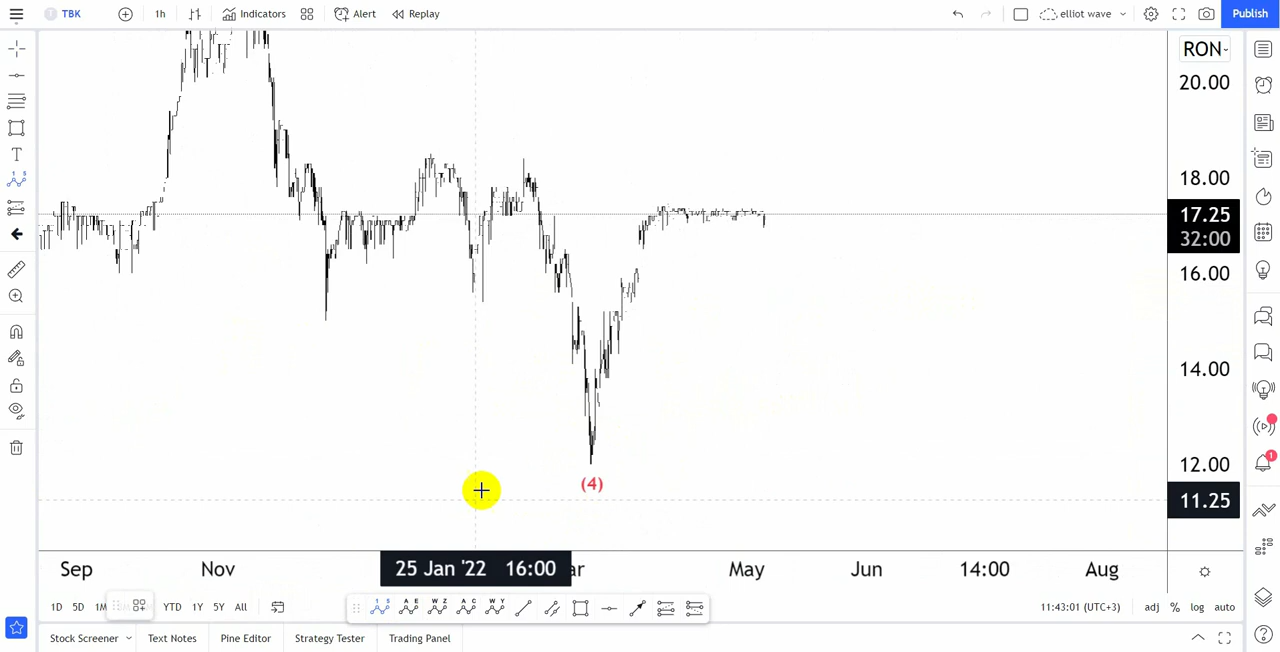 TBK 1h Indicators Alert Replay elliot wave Publish
RON
20.00
18.00
17.25
32:00
16.00
14.00
12.00
(4)
11.25
Sep Nov 25 Jan '22 16:00 ar May Jun 14:00 Aug
1D 5D 1M YTD 1Y 5Y All 11:43:01 (UTC+3) adj % log auto
Stock Screener Text Notes Pine Editor Strategy Tester Trading Panel